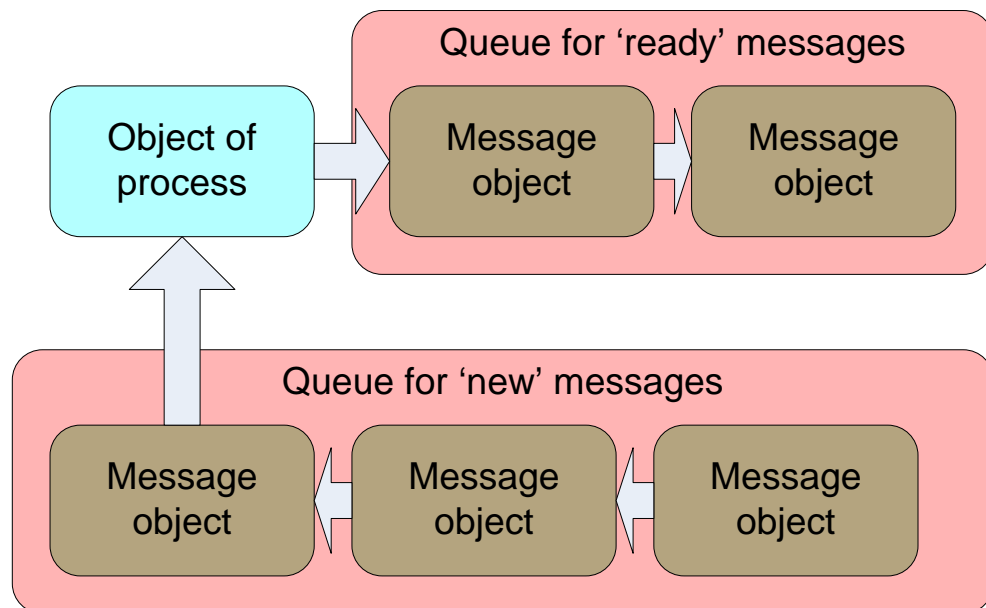 Queue for ‘ready’ messages
Object of
process
Message
object
Message
object
Queue for ‘new’ messages
Message
object
Message
object
Message
object